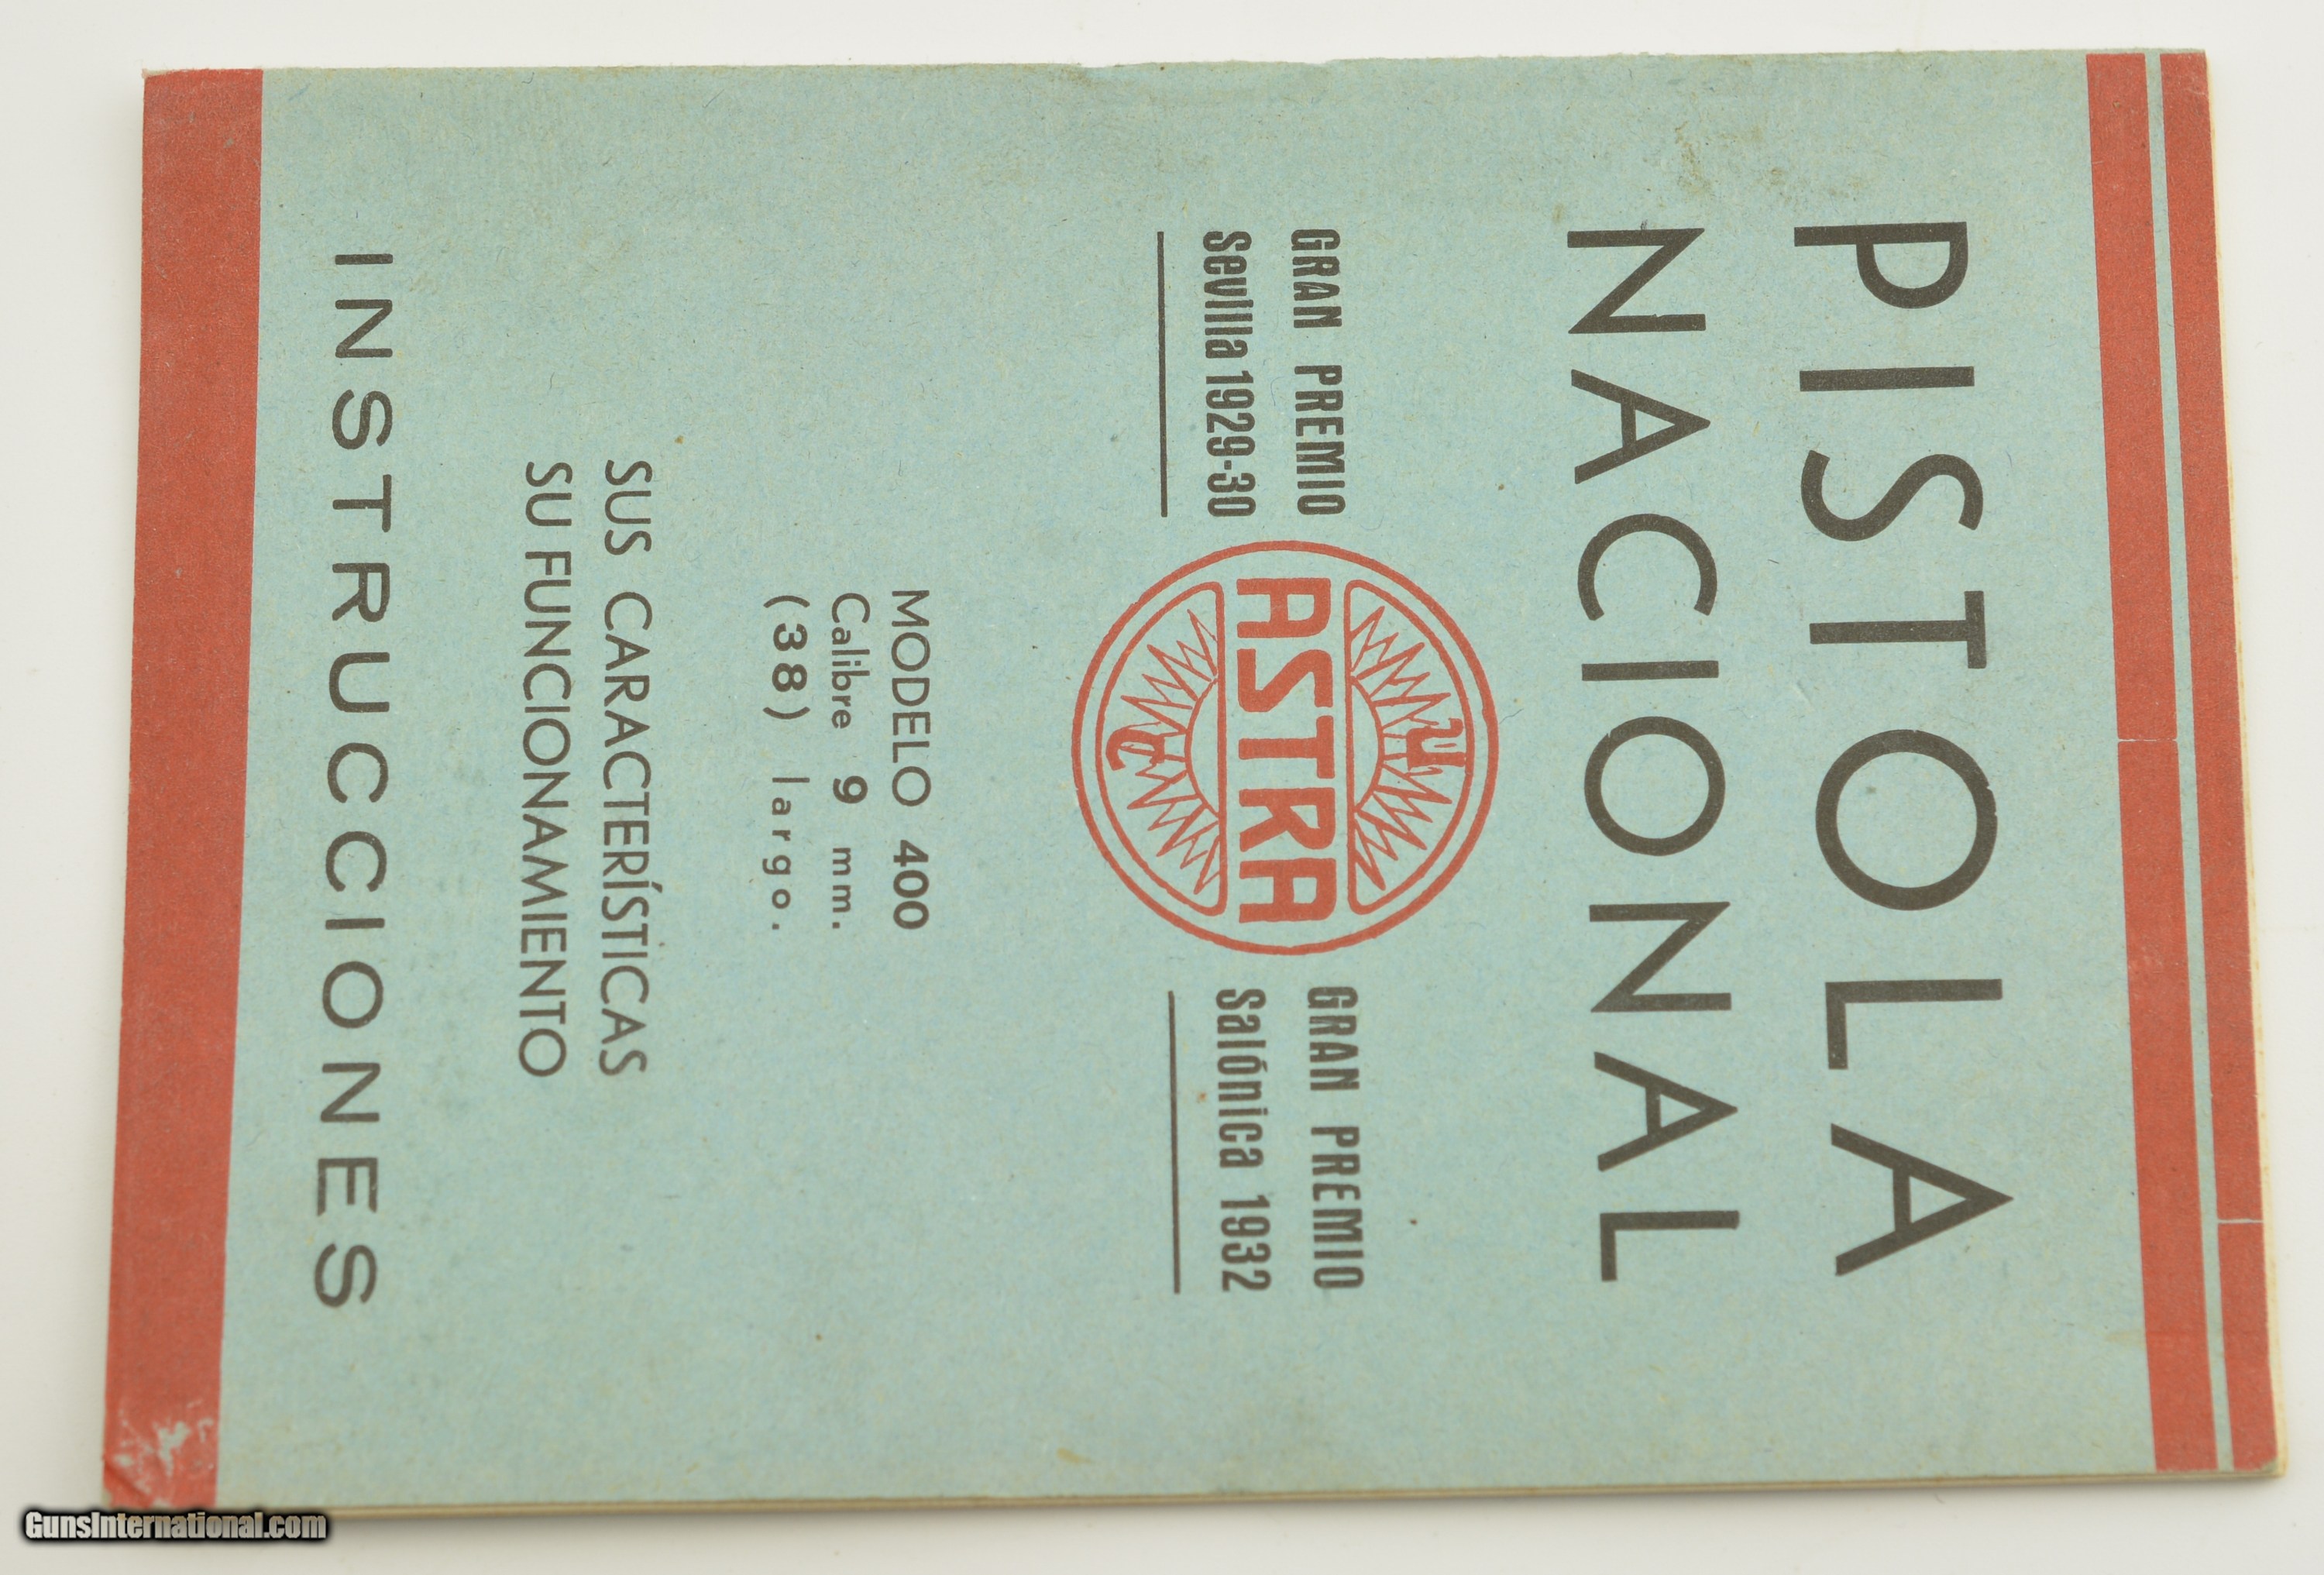 PISTOLA
NACIONAL
GRAN PREMIO
Sevilla 1929-30
ASTRA
U
C
GRAN PREMIO
Salónica 1932
MODELO 400
Calibre 9 mm.
(38) largo.
SUS CARACTERÍSTICAS
SU FUNCIONAMIENTO
INSTRUCCIONES
GunsInternational.com